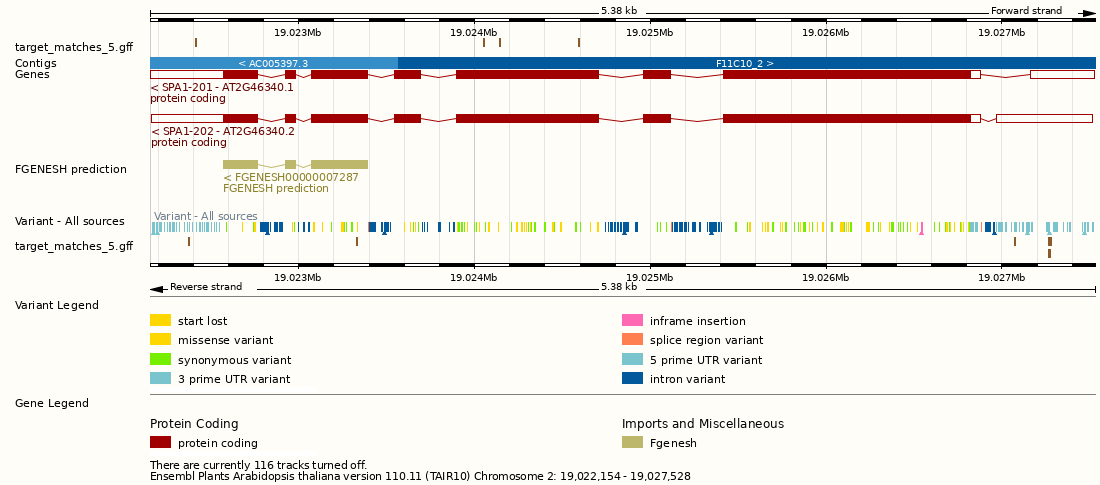 5.38 kb Forward strand
19.023Mb 19.024Mb 19.025Mb 19.026Mb 19.027Mb
target_matches_5.gff
Contigs < AC005397.3 F11C10_2 >
Genes
< SPA1-201 - AT2G46340.1
protein coding
< SPA1-202 - AT2G46340.2
protein coding
FGENESH prediction
< FGENESH00000007287
FGENESH prediction
Variant - All sources
Variant - All sources
target_matches_5.gff
19.023Mb 19.024Mb 19.025Mb 19.026Mb 19.027Mb
Reverse strand 5.38 kb
Variant Legend
start lost inframe insertion
missense variant splice region variant
synonymous variant 5 prime UTR variant
3 prime UTR variant intron variant
Gene Legend
Protein Coding Imports and Miscellaneous
protein coding Fgenesh
There are currently 116 tracks turned off.
Ensembl Plants Arabidopsis thaliana version 110.11 (TAIR10) Chromosome 2: 19,022,154 - 19,027,528